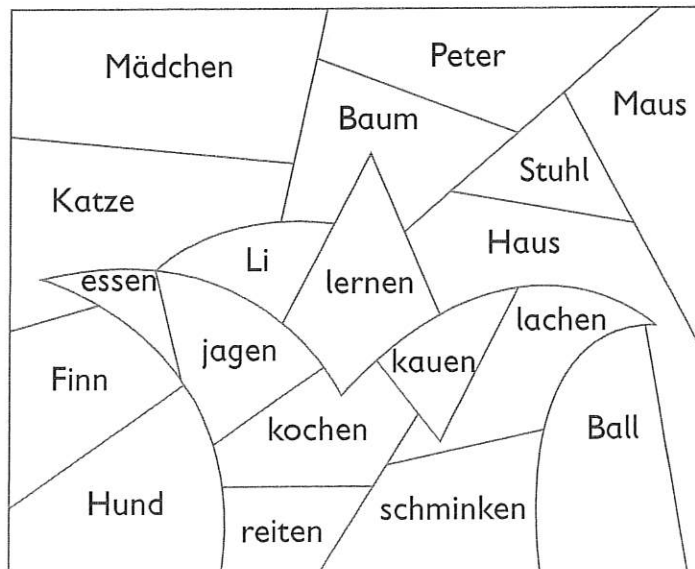 Mädchen
Peter
Maus
Baum
Stuhl
Katze
Haus
Li
essen
lernen
lachen
jagen
kauen
Finn
kochen
Ball
Hund
schminken
reiten